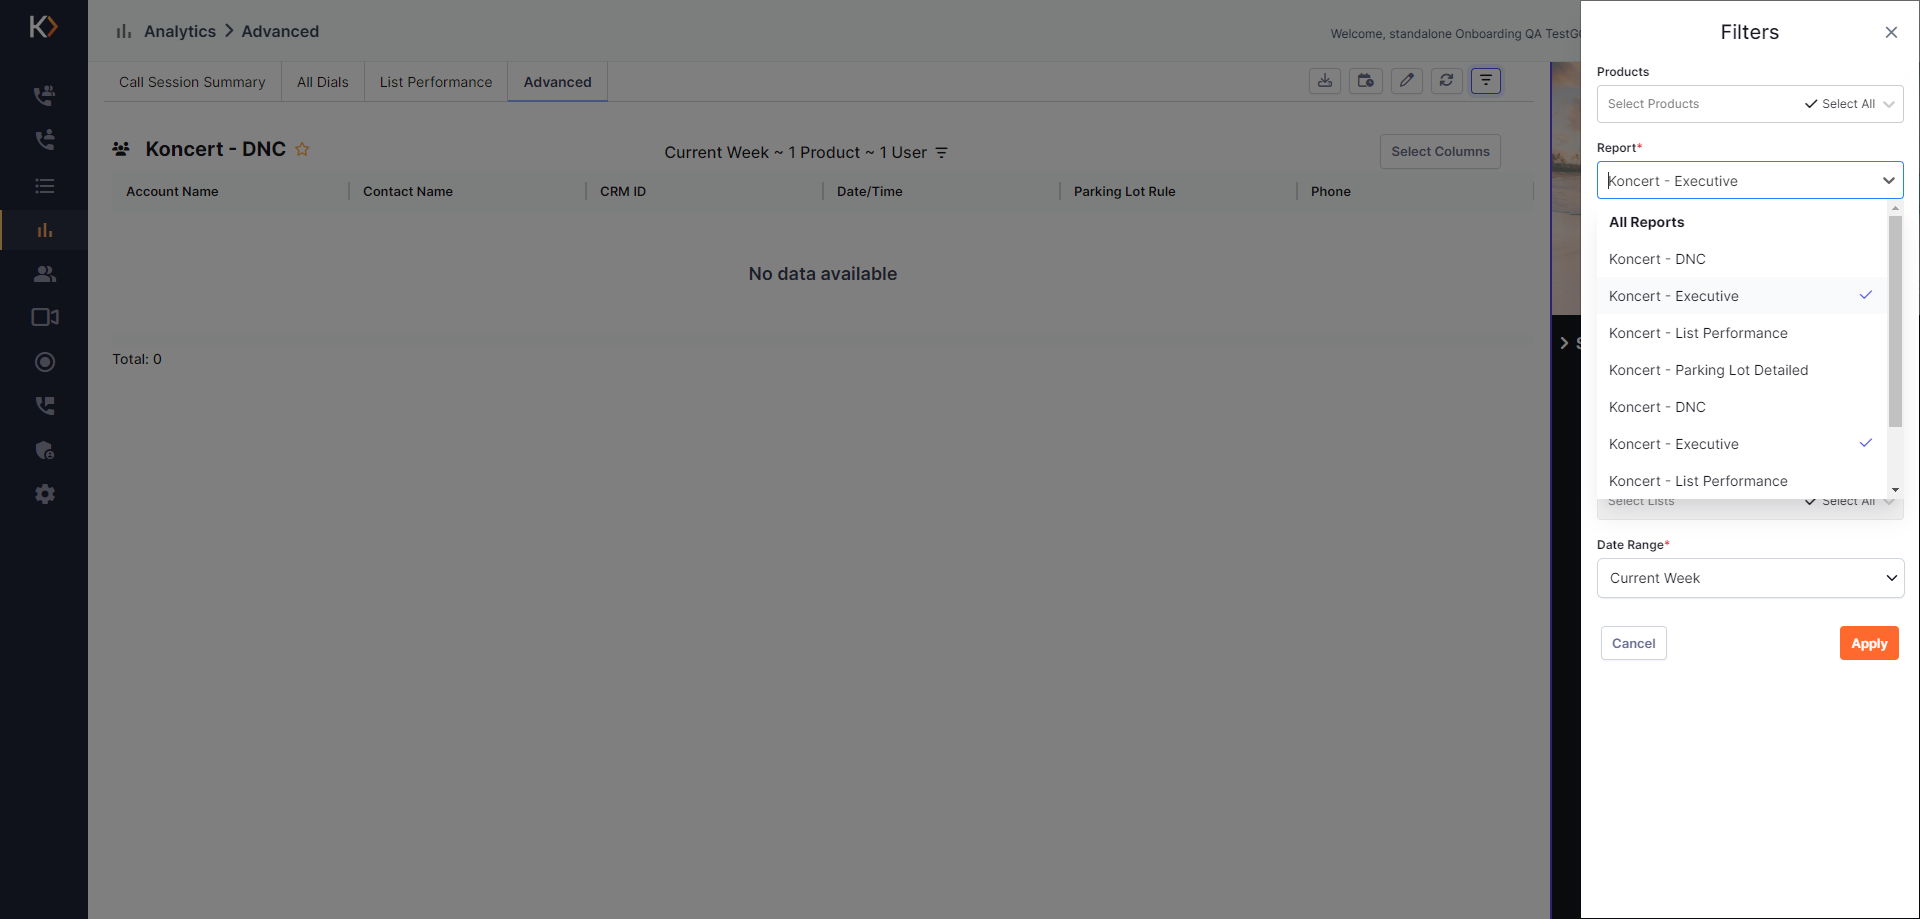 K
Analytics > Advanced
Welcome, standalone Onboarding QA TestG
Call Session Summary
All Dials
List Performance
Advanced
Koncert - DNC
Current Week ~ 1 Product ~ 1 User
Select Columns
Account Name
Contact Name
CRM ID
Date/Time
Parking Lot Rule
Phone
No data available
Total: 0
Filters
Products
Select Products
Select All
Report*
Koncert - Executive
All Reports
Koncert - DNC
Koncert - Executive
Koncert - List Performance
Koncert - Parking Lot Detailed
Koncert - DNC
Koncert - Executive
Koncert - List Performance
Select Lists
Select All
Date Range*
Current Week
Cancel
Apply